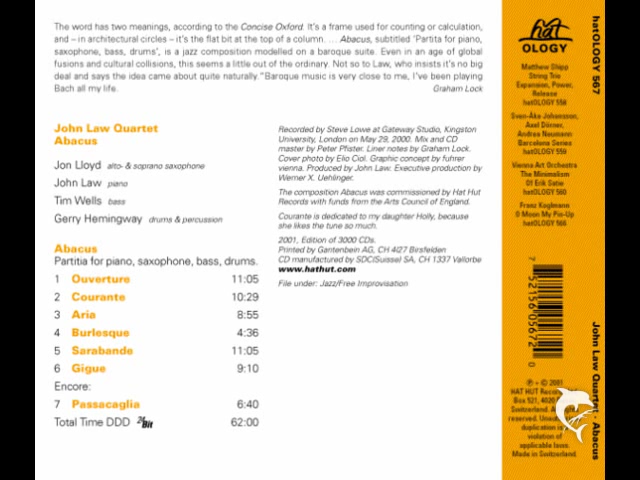 The word has two meanings, according to the Concise Oxford. It's a frame used for counting or calculation,
and – in architectural circles – it's the flat bit at the top of a column. ... Abacus, subtitled 'Partita for piano,
saxophone, bass, drums', is a jazz composition modelled on a baroque suite. Even in an age of global
fusions and cultural collisions, this seems a little out of the ordinary. Not so to Law, who insists it's no big
deal and says the idea came about quite naturally. "Baroque music is very close to me, I've been playing
Bach all my life. Graham Lock
John Law Quartet
Abacus
Jon Lloyd alto- & soprano saxophone
John Law piano
Tim Wells bass
Gerry Hemingway drums & percussion
Abacus
Partitia for piano, saxophone, bass, drums.
1 Ouverture 11:05
2 Courante 10:29
3 Aria 8:55
4 Burlesque 4:36
5 Sarabande 11:05
6 Gigue 9:10
Encore:
7 Passacaglia 6:40
Total Time DDD 24Bit 62:00
Recorded by Steve Lowe at Gateway Studio, Kingston
University, London on May 29, 2000. Mix and CD
master by Peter Pfister. Liner notes by Graham Lock.
Cover photo by Elio Ciol. Graphic concept by fuhrer
vienna. Produced by John Law. Executive production by
Werner X. Uehlinger.
The composition Abacus was commissioned by Hat Hut
Records with funds from the Arts Council of England.
Courante is dedicated to my daughter Holly, because
she likes the tune so much.
2001, Edition of 3000 CDs.
Printed by Gantenbein AG, CH 4127 Birsfelden
CD manufactured by SDC(Suisse) SA, CH 1337 Vallorbe
www.hathut.com
File under: Jazz/Free Improvisation
hat
OLOGY
Matthew Shipp
String Trio
Expansion, Power,
Release
hatOLOGY 558
Sven-Åke Johansson,
Axel Dörner,
Andrea Neumann
Barcelona Series
hatOLOGY 559
Vienna Art Orchestra
The Minimalism
Of Erik Satie
hatOLOGY 560
Franz Koglmann
O Moon My Pin-Up
hatOLOGY 566
7 52156 05672 0
℗ + © 2001
HAT HUT Recor
Box 521, 4020
Switzerland. All rights
reserved. Unau
duplication is a
violation of
applicable laws.
Made in Switzerland.
hatOLOGY 567
John Law Quartet · Abacus